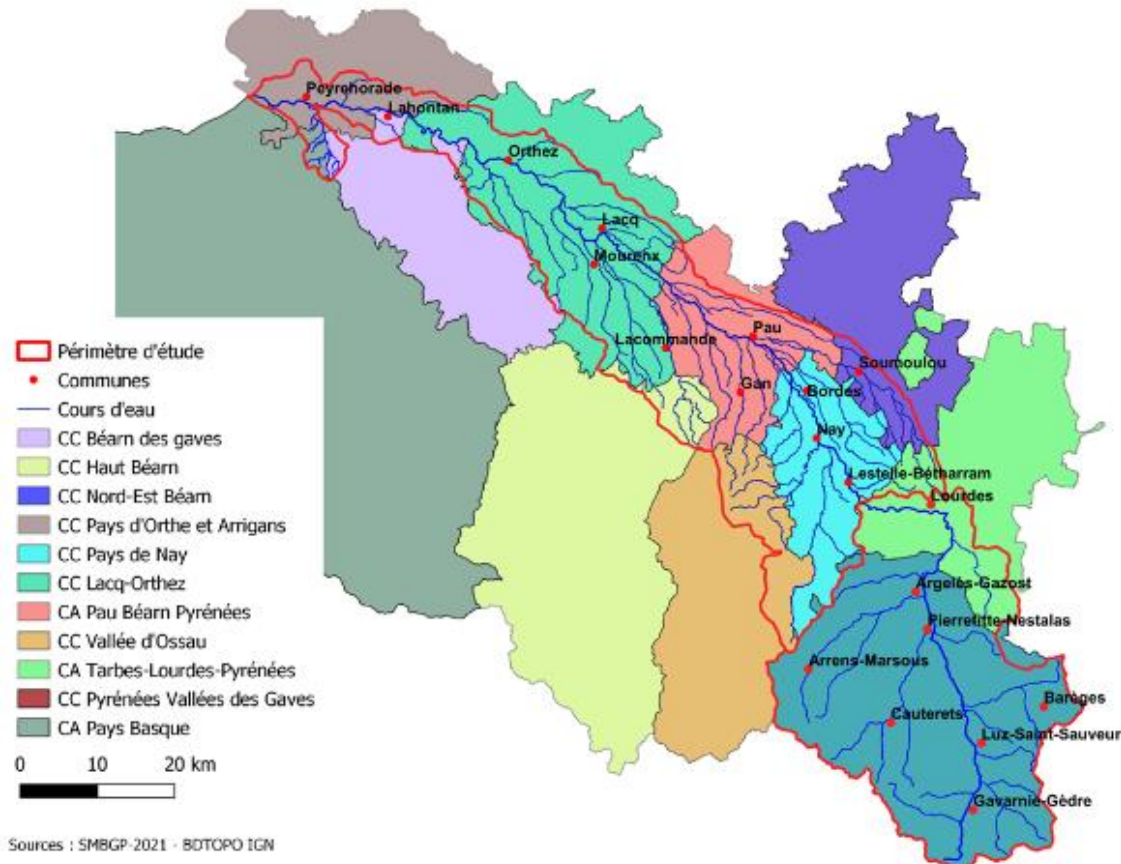 Peyrehorade
Lahontan
Orthez
Lacq
Mourenx
Pau
Lacommande
Soumoulou
Gan
Bordes
Nay
Lestelle-Bétharram
Lourdes
Argelès-Gazost
Pierrefitte-Nestalas
Arrens-Marsous
Barèges
Cauterets
Luz-Saint-Sauveur
Gavarnie-Gèdre
Périmètre d'étude
Communes
Cours d'eau
CC Béarn des gaves
CC Haut Béarn
CC Nord-Est Béarn
CC Pays d'Orthe et Arrigans
CC Pays de Nay
CC Lacq-Orthez
CA Pau Béarn Pyrénées
CC Vallée d'Ossau
CA Tarbes-Lourdes-Pyrénées
CC Pyrénées Vallées des Gaves
CA Pays Basque
0 10 20 km
Sources : SMBGP-2021 - BDTOPO IGN